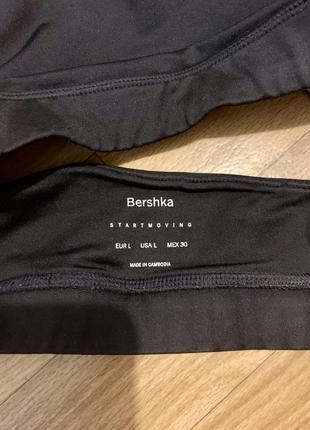 Bershka
STARTMOVING
EUR L USA L MEX 30
MADE IN CAMBODIA